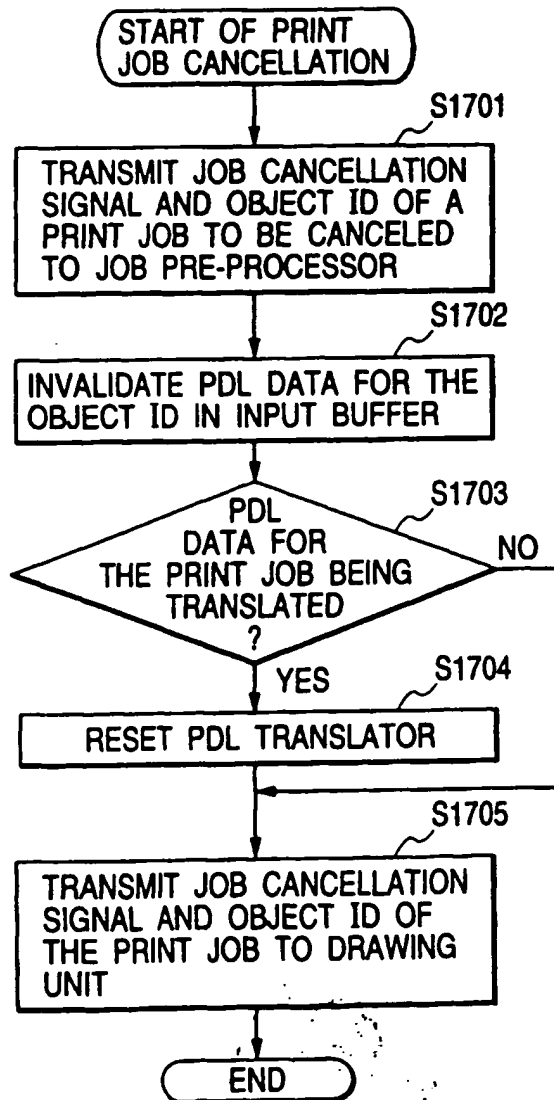 START OF PRINT
JOB CANCELLATION
S1701
TRANSMIT JOB CANCELLATION
SIGNAL AND OBJECT ID OF A
PRINT JOB TO BE CANCELED
TO JOB PRE-PROCESSOR
S1702
INVALIDATE PDL DATA FOR THE
OBJECT ID IN INPUT BUFFER
S1703
PDL
DATA FOR
THE PRINT JOB BEING
TRANSLATED
?
NO
YES
S1704
RESET PDL TRANSLATOR
S1705
TRANSMIT JOB CANCELLATION
SIGNAL AND OBJECT ID OF
THE PRINT JOB TO DRAWING
UNIT
END